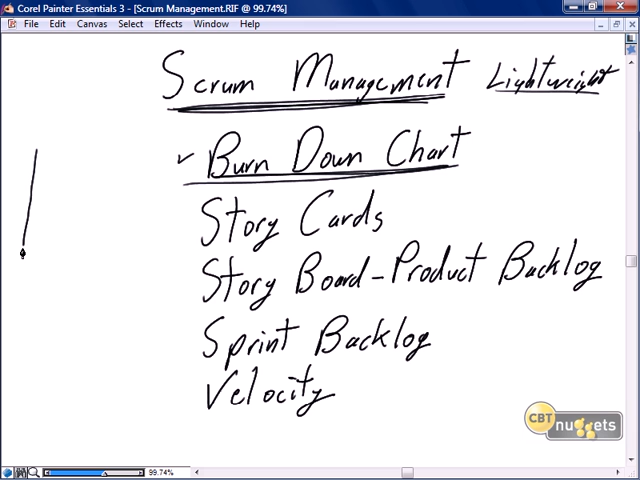 Corel Painter Essentials 3 - [Scrum Management.RIF @ 99.74%]
File Edit Canvas Select Effects Window Help
Scrum Management Lightweight
Burn Down Chart
Story Cards
Story Board - Product Backlog
Sprint Backlog
Velocity
CBT nuggets
99.74%